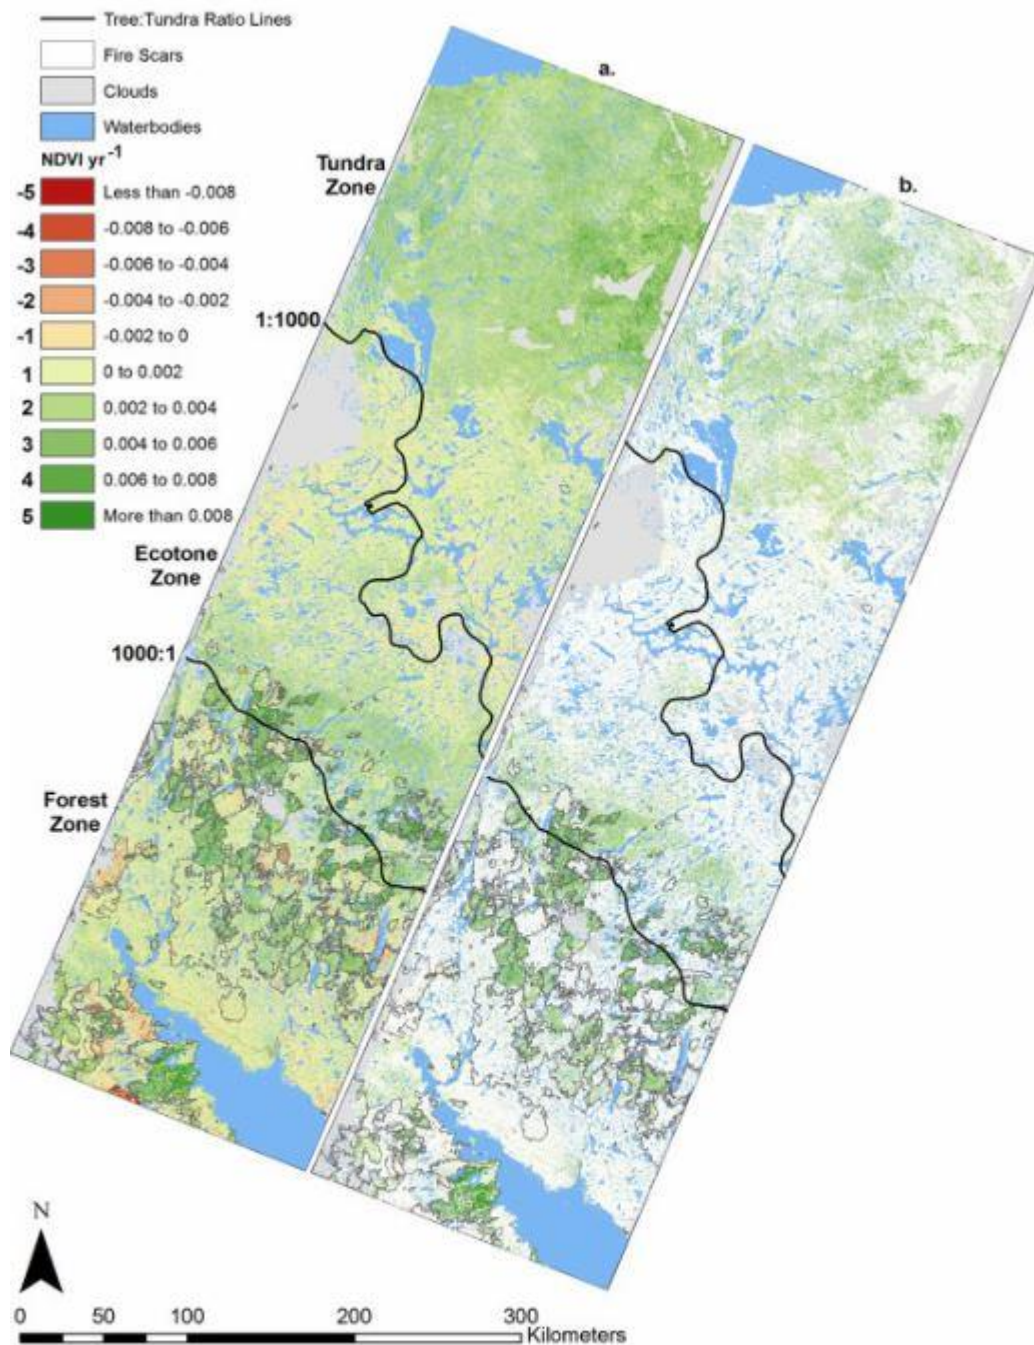 Tree:Tundra Ratio Lines
Fire Scars
Clouds
Waterbodies
NDVI yr-1
-5 Less than -0.008
-4 -0.008 to -0.006
-3 -0.006 to -0.004
-2 -0.004 to -0.002
-1 -0.002 to 0
1 0 to 0.002
2 0.002 to 0.004
3 0.004 to 0.006
4 0.006 to 0.008
5 More than 0.008
a.
b.
Tundra
Zone
1:1000
Ecotone
Zone
1000:1
Forest
Zone
N
0 50 100 200 300
Kilometers